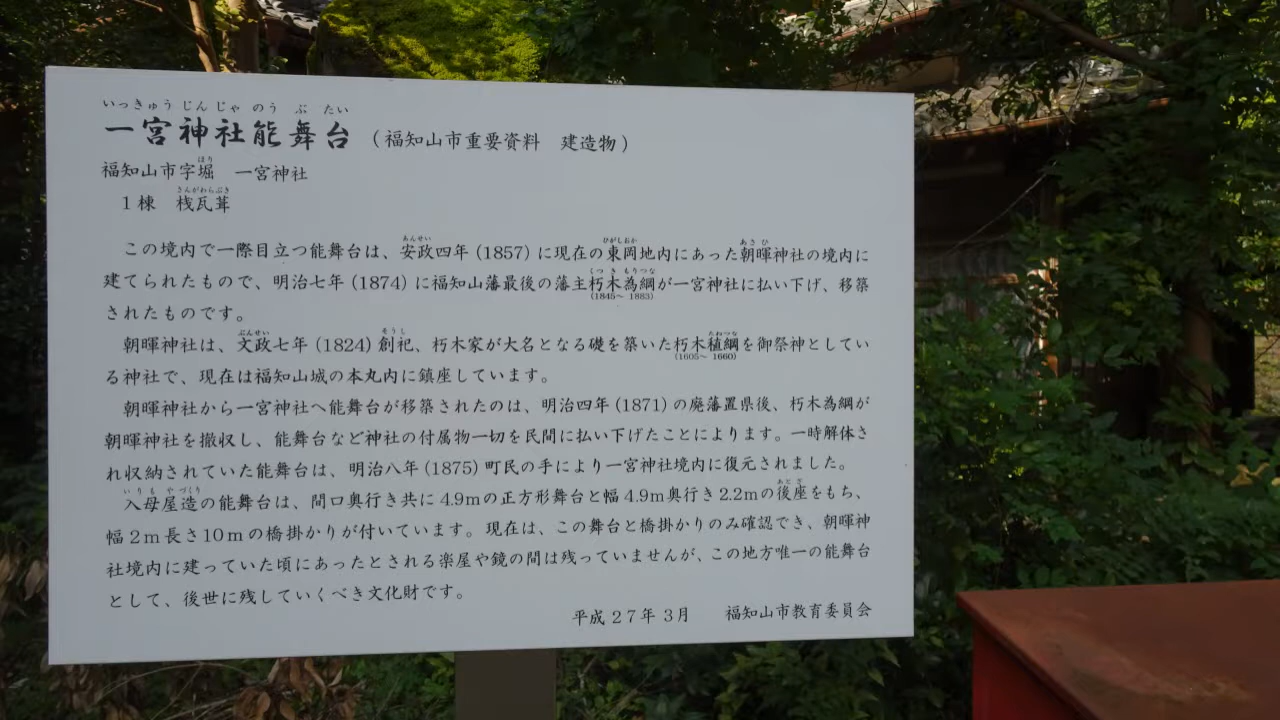 いっきゅうじんじゃのうぶたい
一宮神社能舞台（福知山市重要資料　建造物）
ほり
福知山市字堀　一宮神社
さんがわらぶき
１棟　桟瓦葺
あんせい　ひがしおか　あさひ
この境内で一際目立つ能舞台は、安政四年（1857）に現在の東岡地内にあった朝暉神社の境内に
くつきもりつな
建てられたもので、明治七年（1874）に福知山藩最後の藩主朽木為綱が一宮神社に払い下げ、移築
(1845～1883)
されたものです。
ぶんせい　そうし　たねつな
朝暉神社は、文政七年（1824）創祀、朽木家が大名となる礎を築いた朽木稙綱を御祭神としてい
(1605～1660)
る神社で、現在は福知山城の本丸内に鎮座しています。
朝暉神社から一宮神社へ能舞台が移築されたのは、明治四年（1871）の廃藩置県後、朽木為綱が
朝暉神社を撤収し、能舞台など神社の付属物一切を民間に払い下げたことによります。一時解体さ
れ収納されていた能舞台は、明治八年（1875）町民の手により一宮神社境内に復元されました。
いりもやづくり　あとざ
入母屋造の能舞台は、間口奥行き共に4.9ｍの正方形舞台と幅4.9ｍ奥行き2.2ｍの後座をもち、
幅２ｍ長さ10ｍの橋掛かりが付いています。現在は、この舞台と橋掛かりのみ確認でき、朝暉神
社境内に建っていた頃にあったとされる楽屋や鏡の間は残っていませんが、この地方唯一の能舞台
として、後世に残していくべき文化財です。
平成２７年３月　福知山市教育委員会